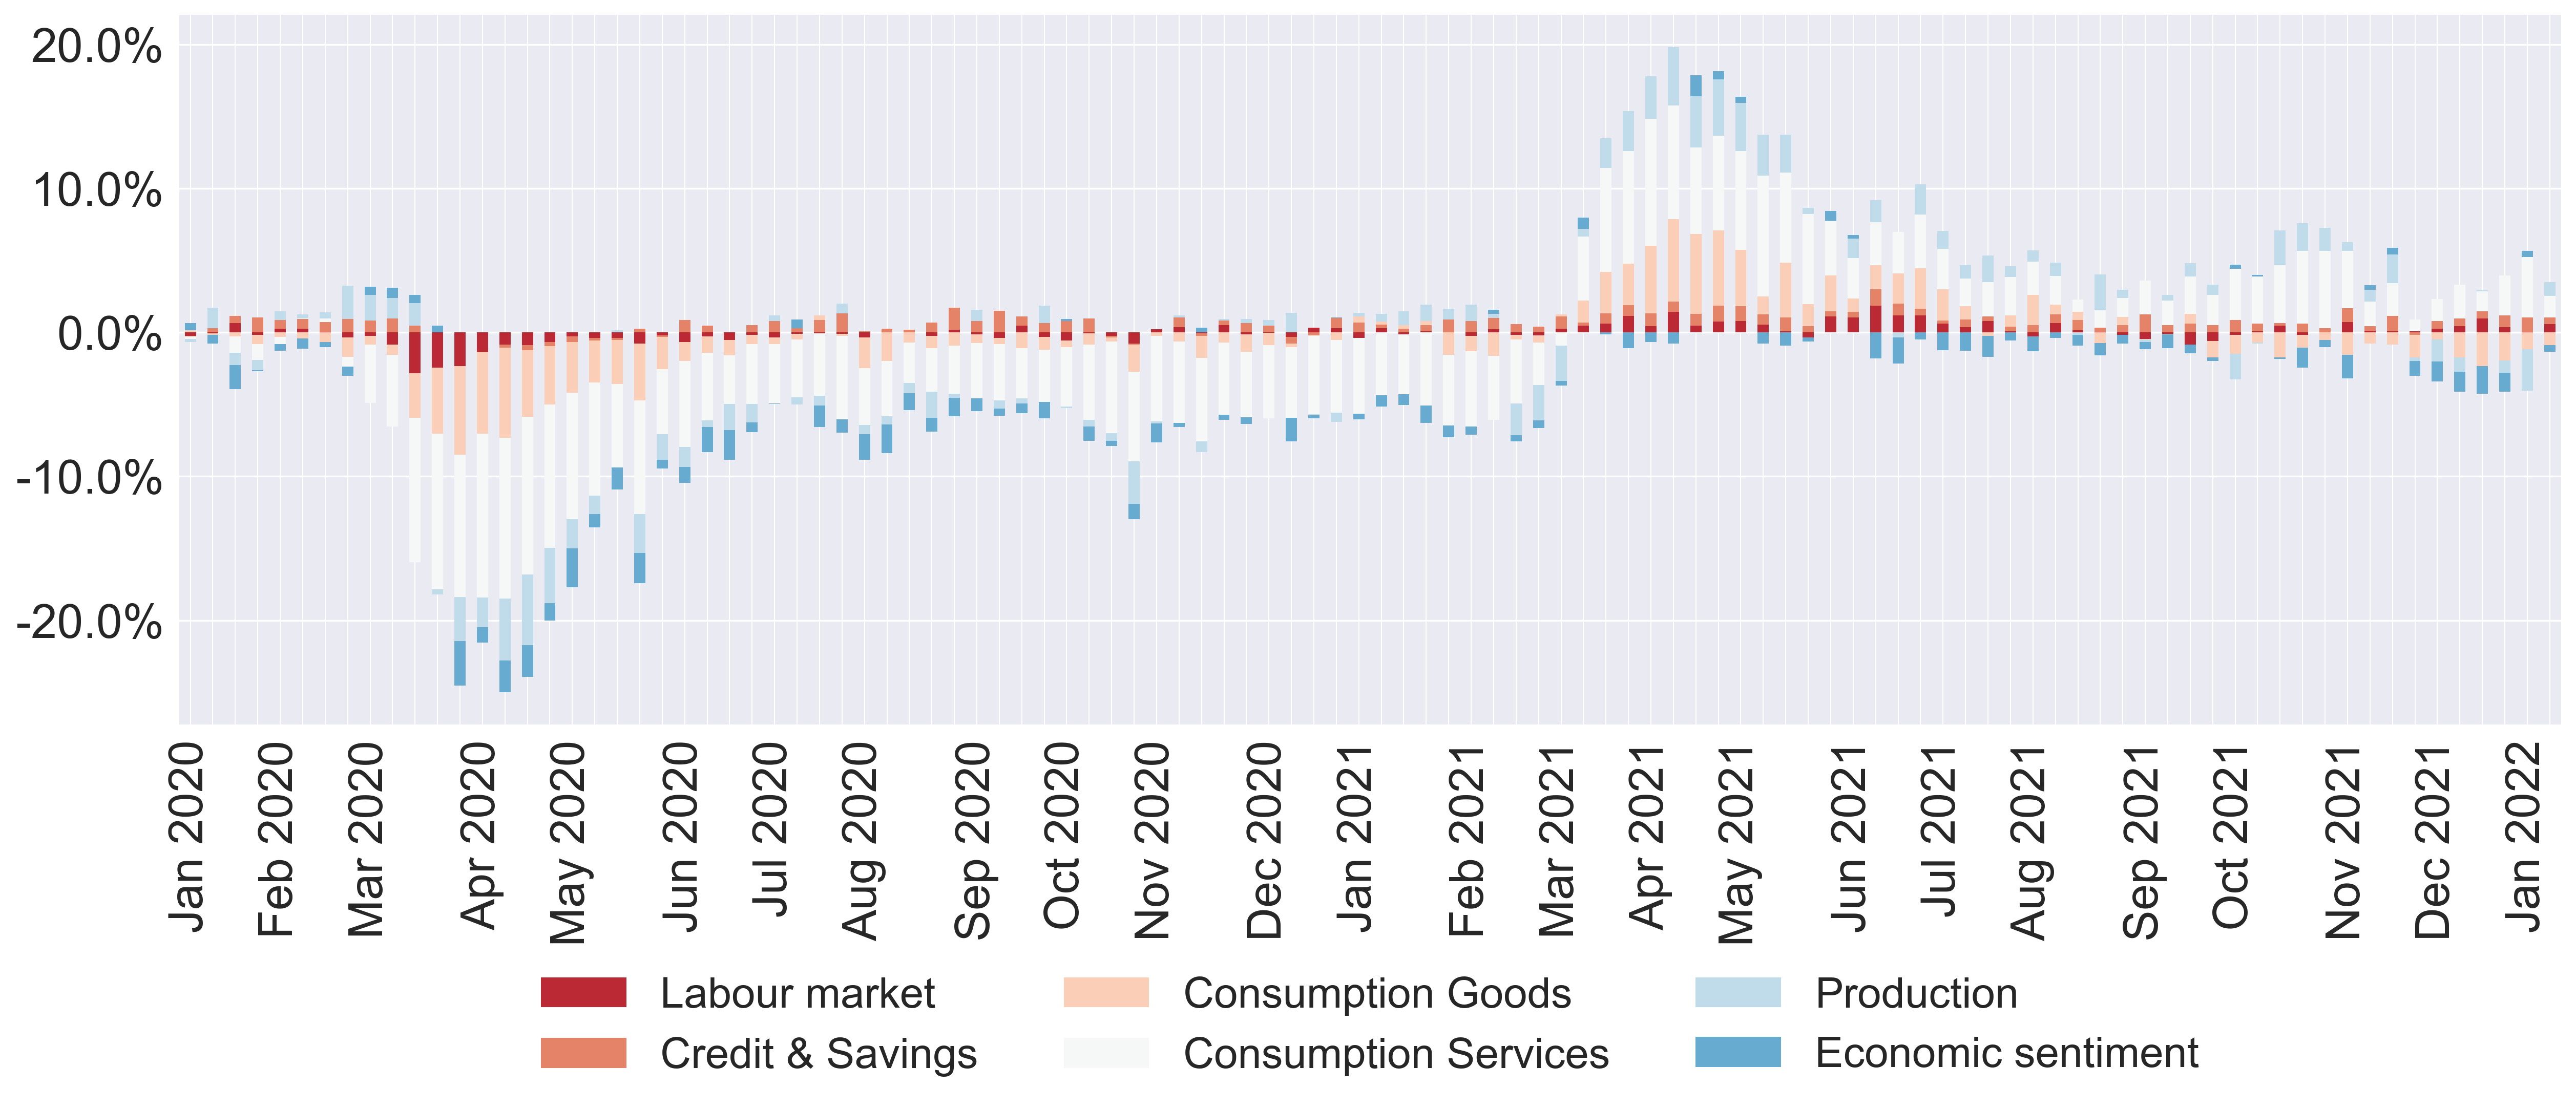 20.0%
10.0%
0.0%
-10.0%
-20.0%
Jan 2020
Feb 2020
Mar 2020
Apr 2020
May 2020
Jun 2020
Jul 2020
Aug 2020
Sep 2020
Oct 2020
Nov 2020
Dec 2020
Jan 2021
Feb 2021
Mar 2021
Apr 2021
May 2021
Jun 2021
Jul 2021
Aug 2021
Sep 2021
Oct 2021
Nov 2021
Dec 2021
Jan 2022
Labour market
Consumption Goods
Production
Credit & Savings
Consumption Services
Economic sentiment